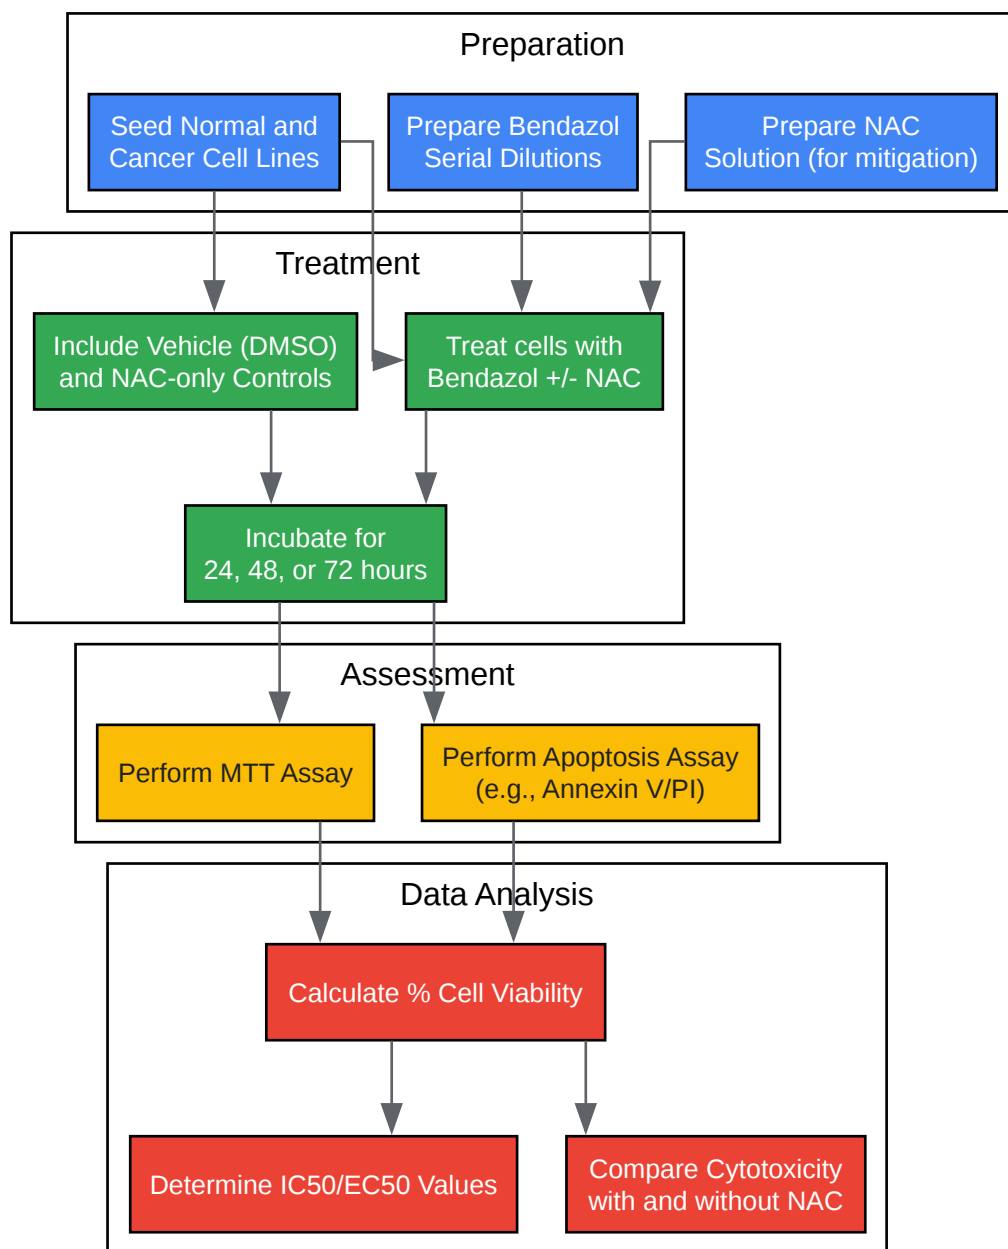 Preparation
Seed Normal and
Cancer Cell Lines
Prepare Bendazol
Serial Dilutions
Prepare NAC
Solution (for mitigation)
Treatment
Include Vehicle (DMSO)
and NAC-only Controls
Treat cells with
Bendazol +/- NAC
Incubate for
24, 48, or 72 hours
Assessment
Perform MTT Assay
Perform Apoptosis Assay
(e.g., Annexin V/PI)
Data Analysis
Calculate % Cell Viability
Determine IC50/EC50 Values
Compare Cytotoxicity
with and without NAC